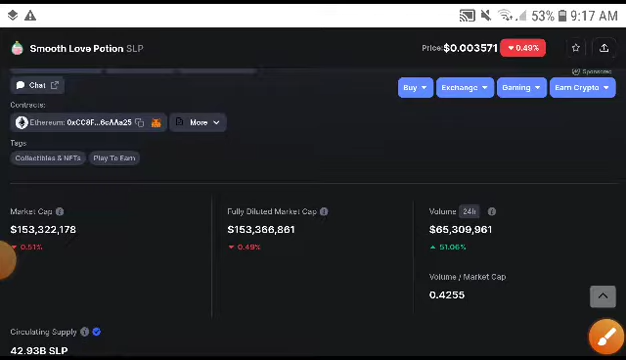 53% 9:17 AM
Smooth Love Potion SLP
Price: $0.003571 0.49%
Sponsored
Chat
Buy Exchange Gaming Earn Crypto
Contracts:
Ethereum: 0xCC8F...6cAAa25 More
Tags
Collectibles & NFTs Play To Earn
Market Cap Fully Diluted Market Cap Volume 24h
$153,322,178 $153,366,861 $65,309,961
0.51% 0.49% 51.06%
Volume / Market Cap
0.4255
Circulating Supply
42.93B SLP